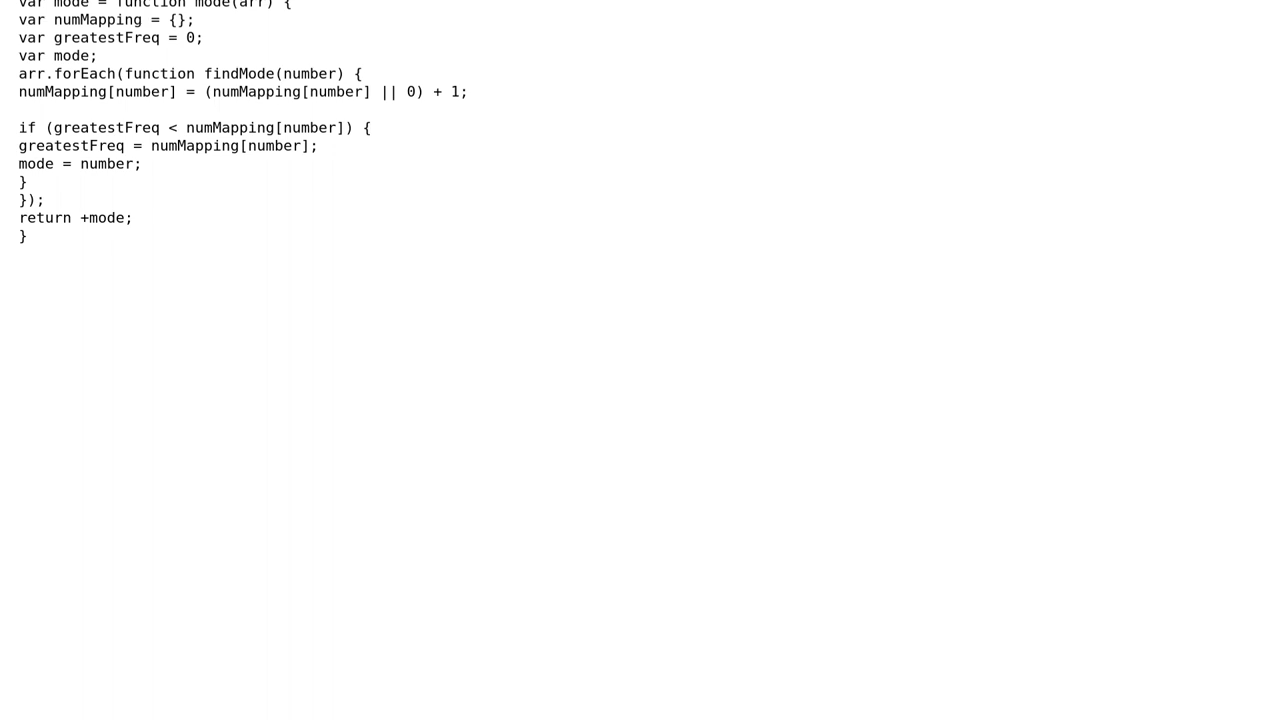 var mode = function mode(arr) {
var numMapping = {};
var greatestFreq = 0;
var mode;
arr.forEach(function findMode(number) {
numMapping[number] = (numMapping[number] || 0) + 1;

if (greatestFreq < numMapping[number]) {
greatestFreq = numMapping[number];
mode = number;
}
});
return +mode;
}